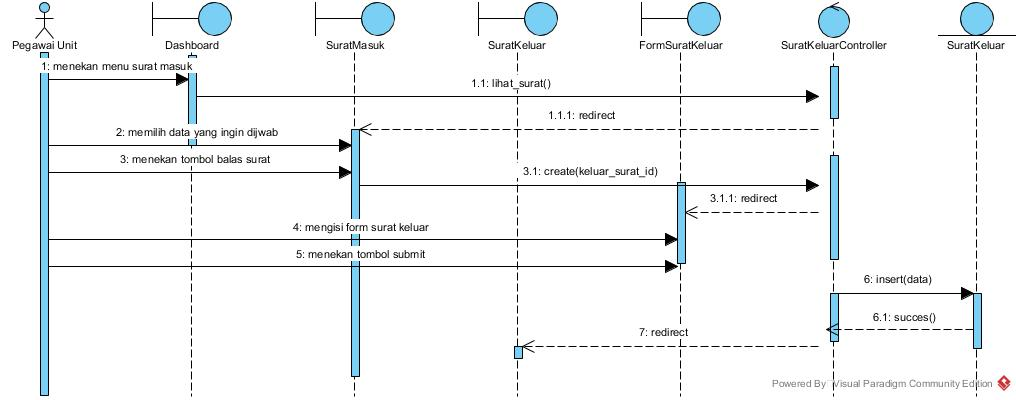 Pegawai Unit
Dashboard
SuratMasuk
SuratKeluar
FormSuratKeluar
SuratKeluarController
SuratKeluar
1: menekan menu surat masuk
1.1: lihat_surat()
1.1.1: redirect
2: memilih data yang ingin dijwab
3: menekan tombol balas surat
3.1: create(keluar_surat_id)
3.1.1: redirect
4: mengisi form surat keluar
5: menekan tombol submit
6: insert(data)
6.1: succes()
7: redirect
Powered By Visual Paradigm Community Edition